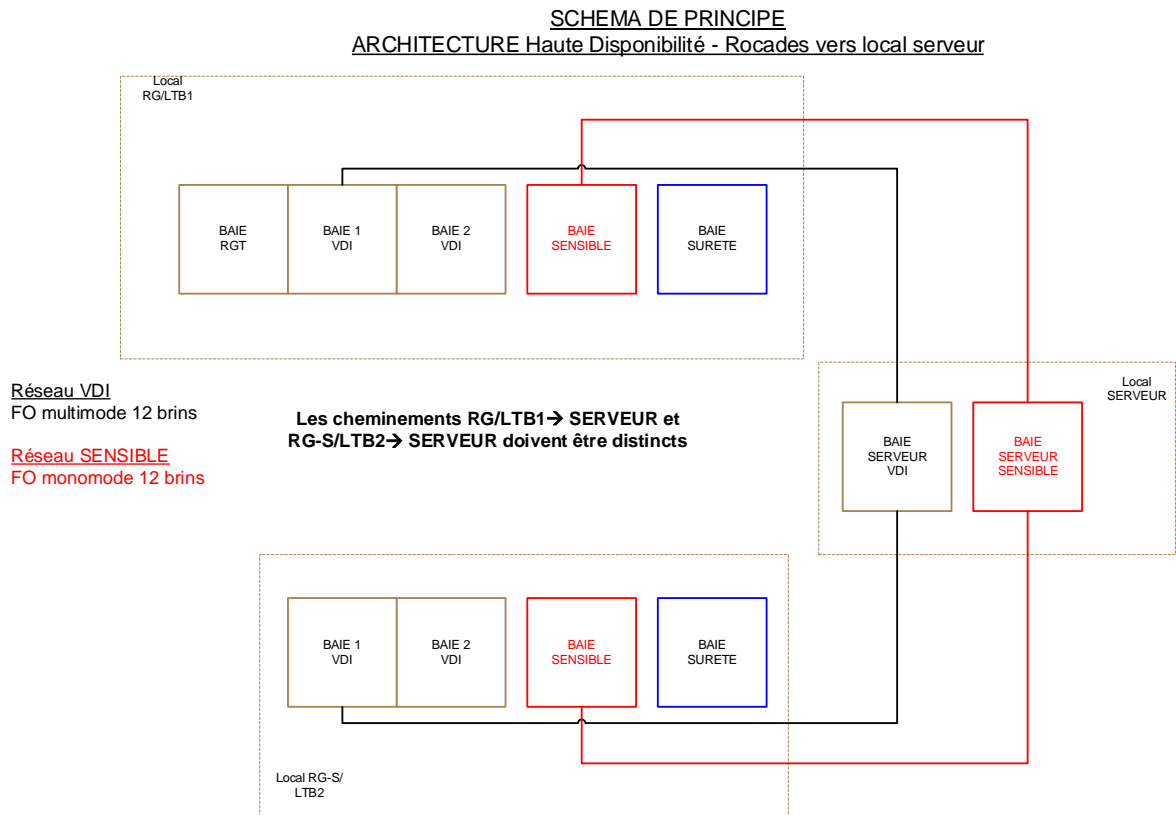 SCHEMA DE PRINCIPE
ARCHITECTURE Haute Disponibilité - Rocades vers local serveur
Local
RG/LTB1
BAIE
RGT
BAIE 1
VDI
BAIE 2
VDI
BAIE
SENSIBLE
BAIE
SURETE
Réseau VDI
FO multimode 12 brins
Réseau SENSIBLE
FO monomode 12 brins
Les cheminements RG/LTB1→ SERVEUR et
RG-S/LTB2→ SERVEUR doivent être distincts
Local
SERVEUR
BAIE
SERVEUR
VDI
BAIE
SERVEUR
SENSIBLE
BAIE 1
VDI
BAIE 2
VDI
BAIE
SENSIBLE
BAIE
SURETE
Local RG-S/
LTB2